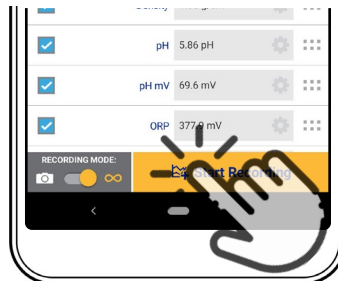 pH 5.86 pH
pH mV 69.6 mV
ORP 377.9 mV
RECORDING MODE:
Start Recording